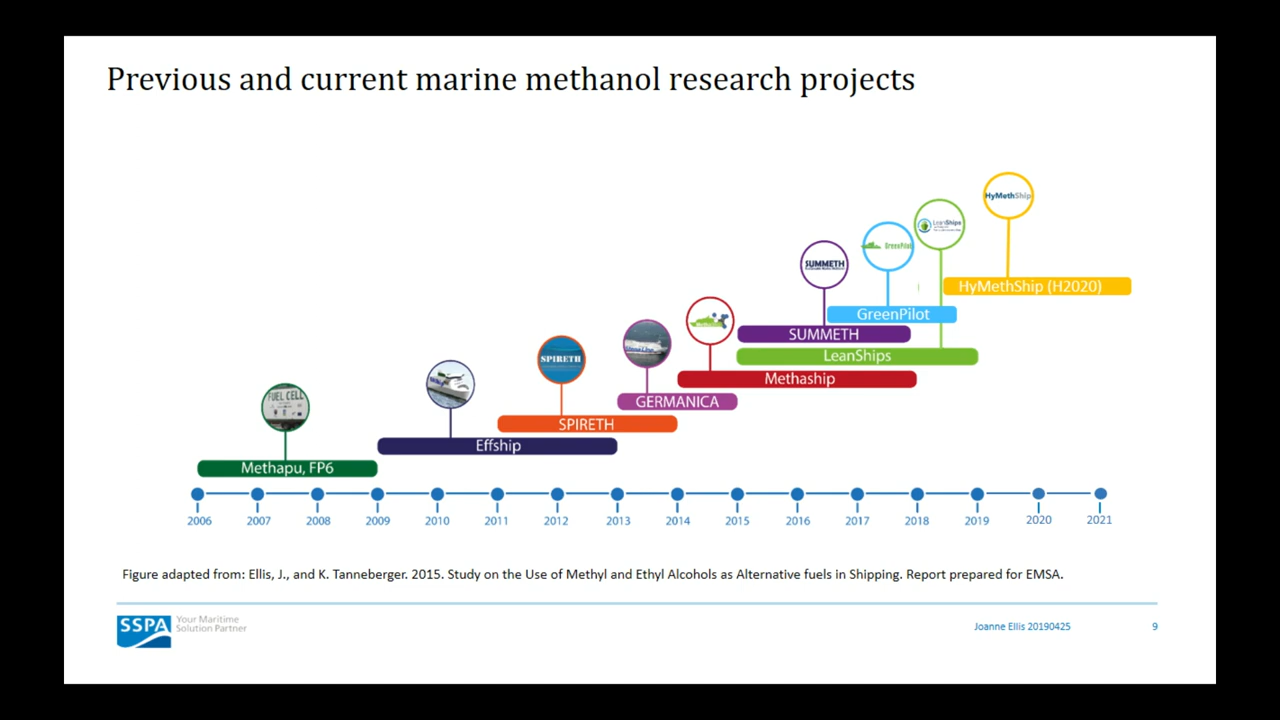 Previous and current marine methanol research projects
HyMethShip
LeanShips
GreenPilot
SUMMETH
HyMethShip (H2020)
GreenPilot
SUMMETH
LeanShips
SPIRETH
Methaship
FUEL CELL
GERMANICA
SPIRETH
Effship
Methapu, FP6
2006 2007 2008 2009 2010 2011 2012 2013 2014 2015 2016 2017 2018 2019 2020 2021
Figure adapted from: Ellis, J., and K. Tanneberger. 2015. Study on the Use of Methyl and Ethyl Alcohols as Alternative fuels in Shipping. Report prepared for EMSA.
SSPA Your Maritime
Solution Partner
Joanne Ellis 20190425 9